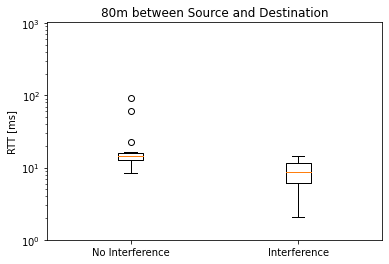 80m between Source and Destination
10³
10²
10¹
10⁰
RTT [ms]
No Interference
Interference